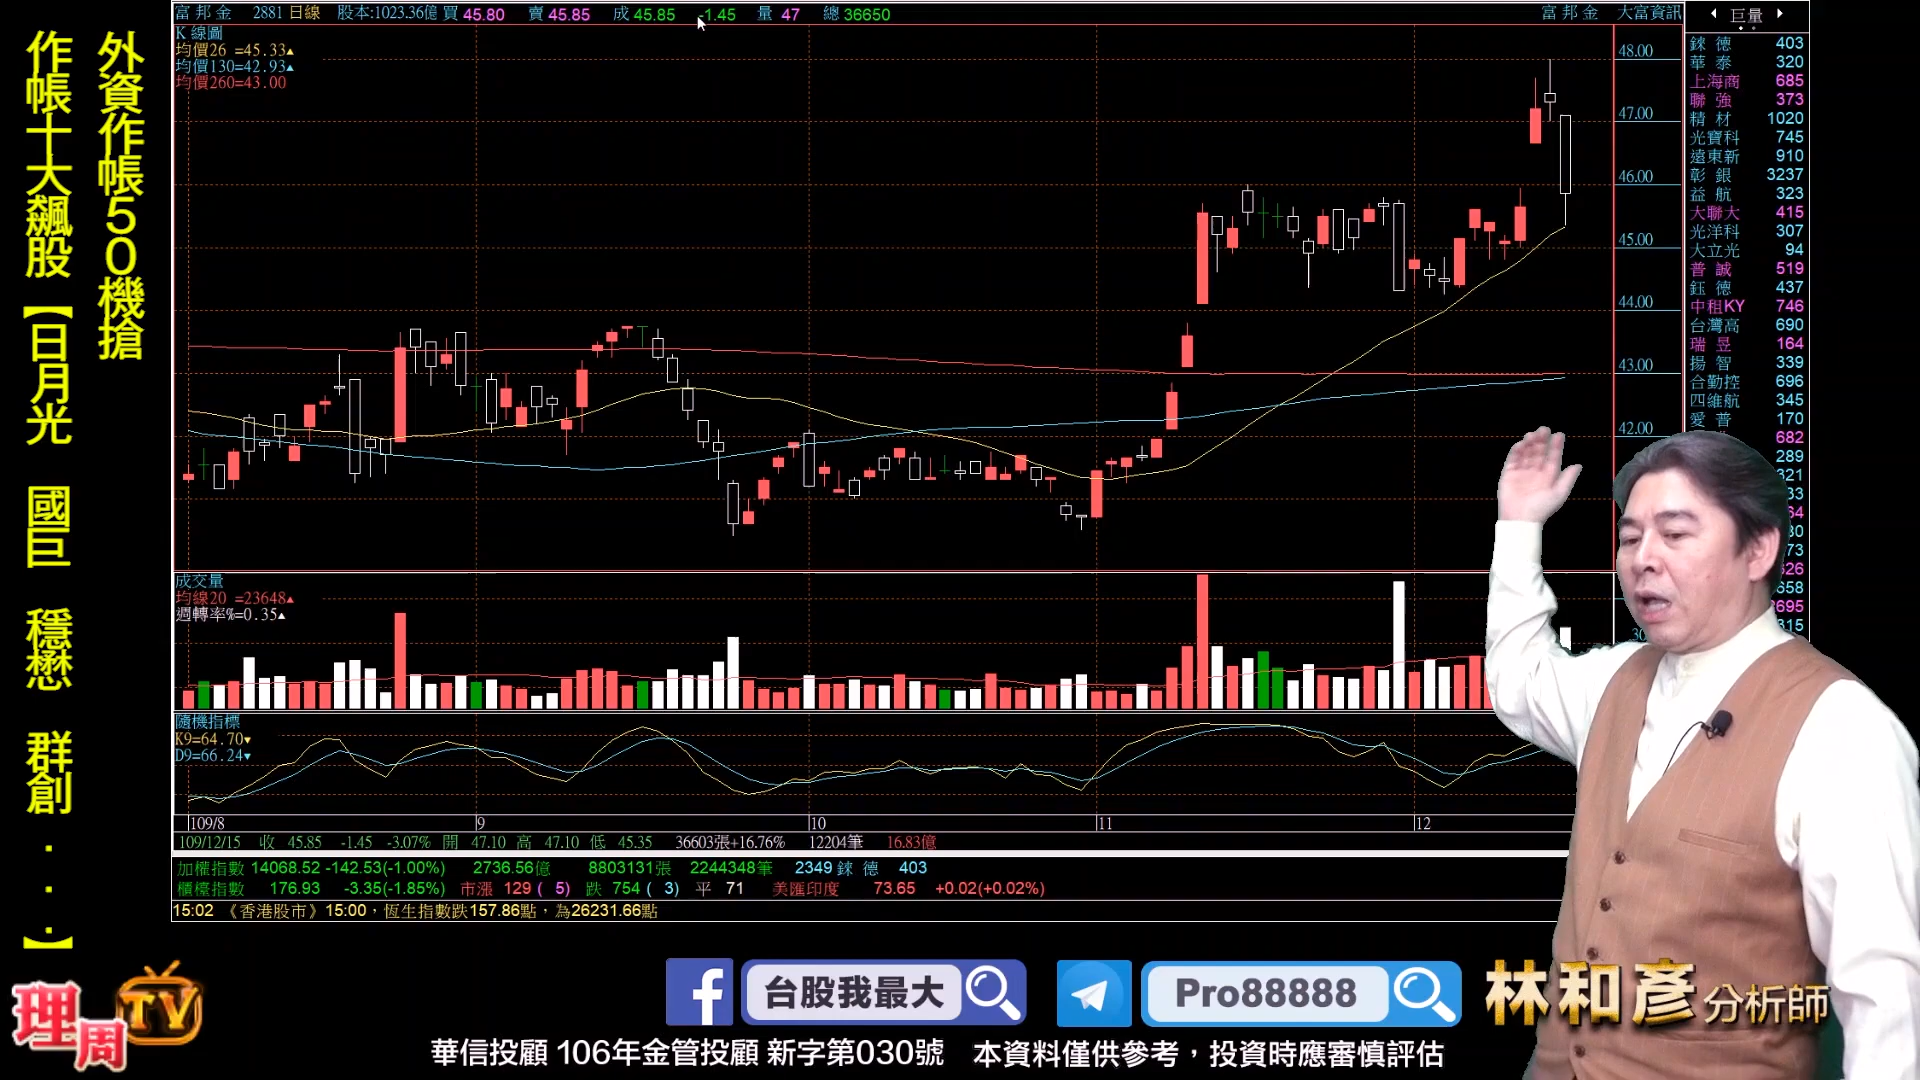 外資作帳５０機搶
作帳十大飆股【日月光 國巨 穩懋 群創．．．】
富邦金 2881 日線 股本:1023.36億 買 45.80 賣 45.85 成 45.85 -1.45 量 47 總 36650 富邦金 大富資訊
K 線圖
均價26 =45.33▲
均價130=42.93▲
均價260=43.00
48.00
47.00
46.00
45.00
44.00
43.00
42.00
成交量
均線20 =23648▲
週轉率%=0.35▲
隨機指標
K9=64.70▼
D9=66.24▼
109/8 9 10 11 12
109/12/15 收 45.85 -1.45 -3.07% 開 47.10 高 47.10 低 45.35 36603張+16.76% 12204筆 16.83億
加權指數 14068.52 -142.53(-1.00%) 2736.56億 8803131張 2244348筆 2349 錸德 403
櫃檯指數 176.93 -3.35(-1.85%) 市漲 129 ( 5) 跌 754 ( 3) 平 71 美匯印度 73.65 +0.02(+0.02%)
15:02 《香港股市》15:00，恆生指數跌157.86點，為26231.66點
巨量
錸德 403
華泰 320
上海商 685
聯強 373
精材 1020
光寶科 745
遠東新 910
彰銀 3237
益航 323
大聯大 415
光洋科 307
大立光 94
普誠 519
鈺德 437
中租KY 746
台灣高 690
瑞昱 164
揚智 339
合勤控 696
四維航 345
愛普 170
682
289
理周TV
台股我最大
Pro88888
林和彥 分析師
華信投顧 106年金管投顧 新字第030號 本資料僅供參考，投資時應審慎評估